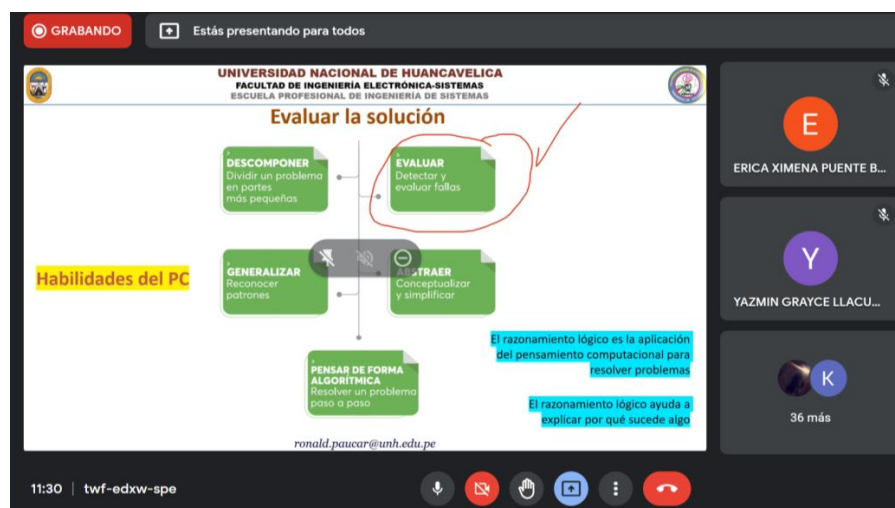 GRABANDO
Estás presentando para todos
UNIVERSIDAD NACIONAL DE HUANCAVELICA
FACULTAD DE INGENIERÍA ELECTRÓNICA-SISTEMAS
ESCUELA PROFESIONAL DE INGENIERÍA DE SISTEMAS
Evaluar la solución
DESCOMPONER
Dividir un problema
en partes
más pequeñas
EVALUAR
Detectar y
evaluar fallas
Habilidades del PC
GENERALIZAR
Reconocer
patrones
ABSTRAER
Conceptualizar
y simplificar
PENSAR DE FORMA
ALGORÍTMICA
Resolver un problema
paso a paso
El razonamiento lógico es la aplicación
del pensamiento computacional para
resolver problemas
El razonamiento lógico ayuda a
explicar por qué sucede algo
ronald.paucar@unh.edu.pe
E
ERICA XIMENA PUENTE B...
Y
YAZMIN GRAYCE LLACU...
K
36 más
11:30 | twf-edxw-spe